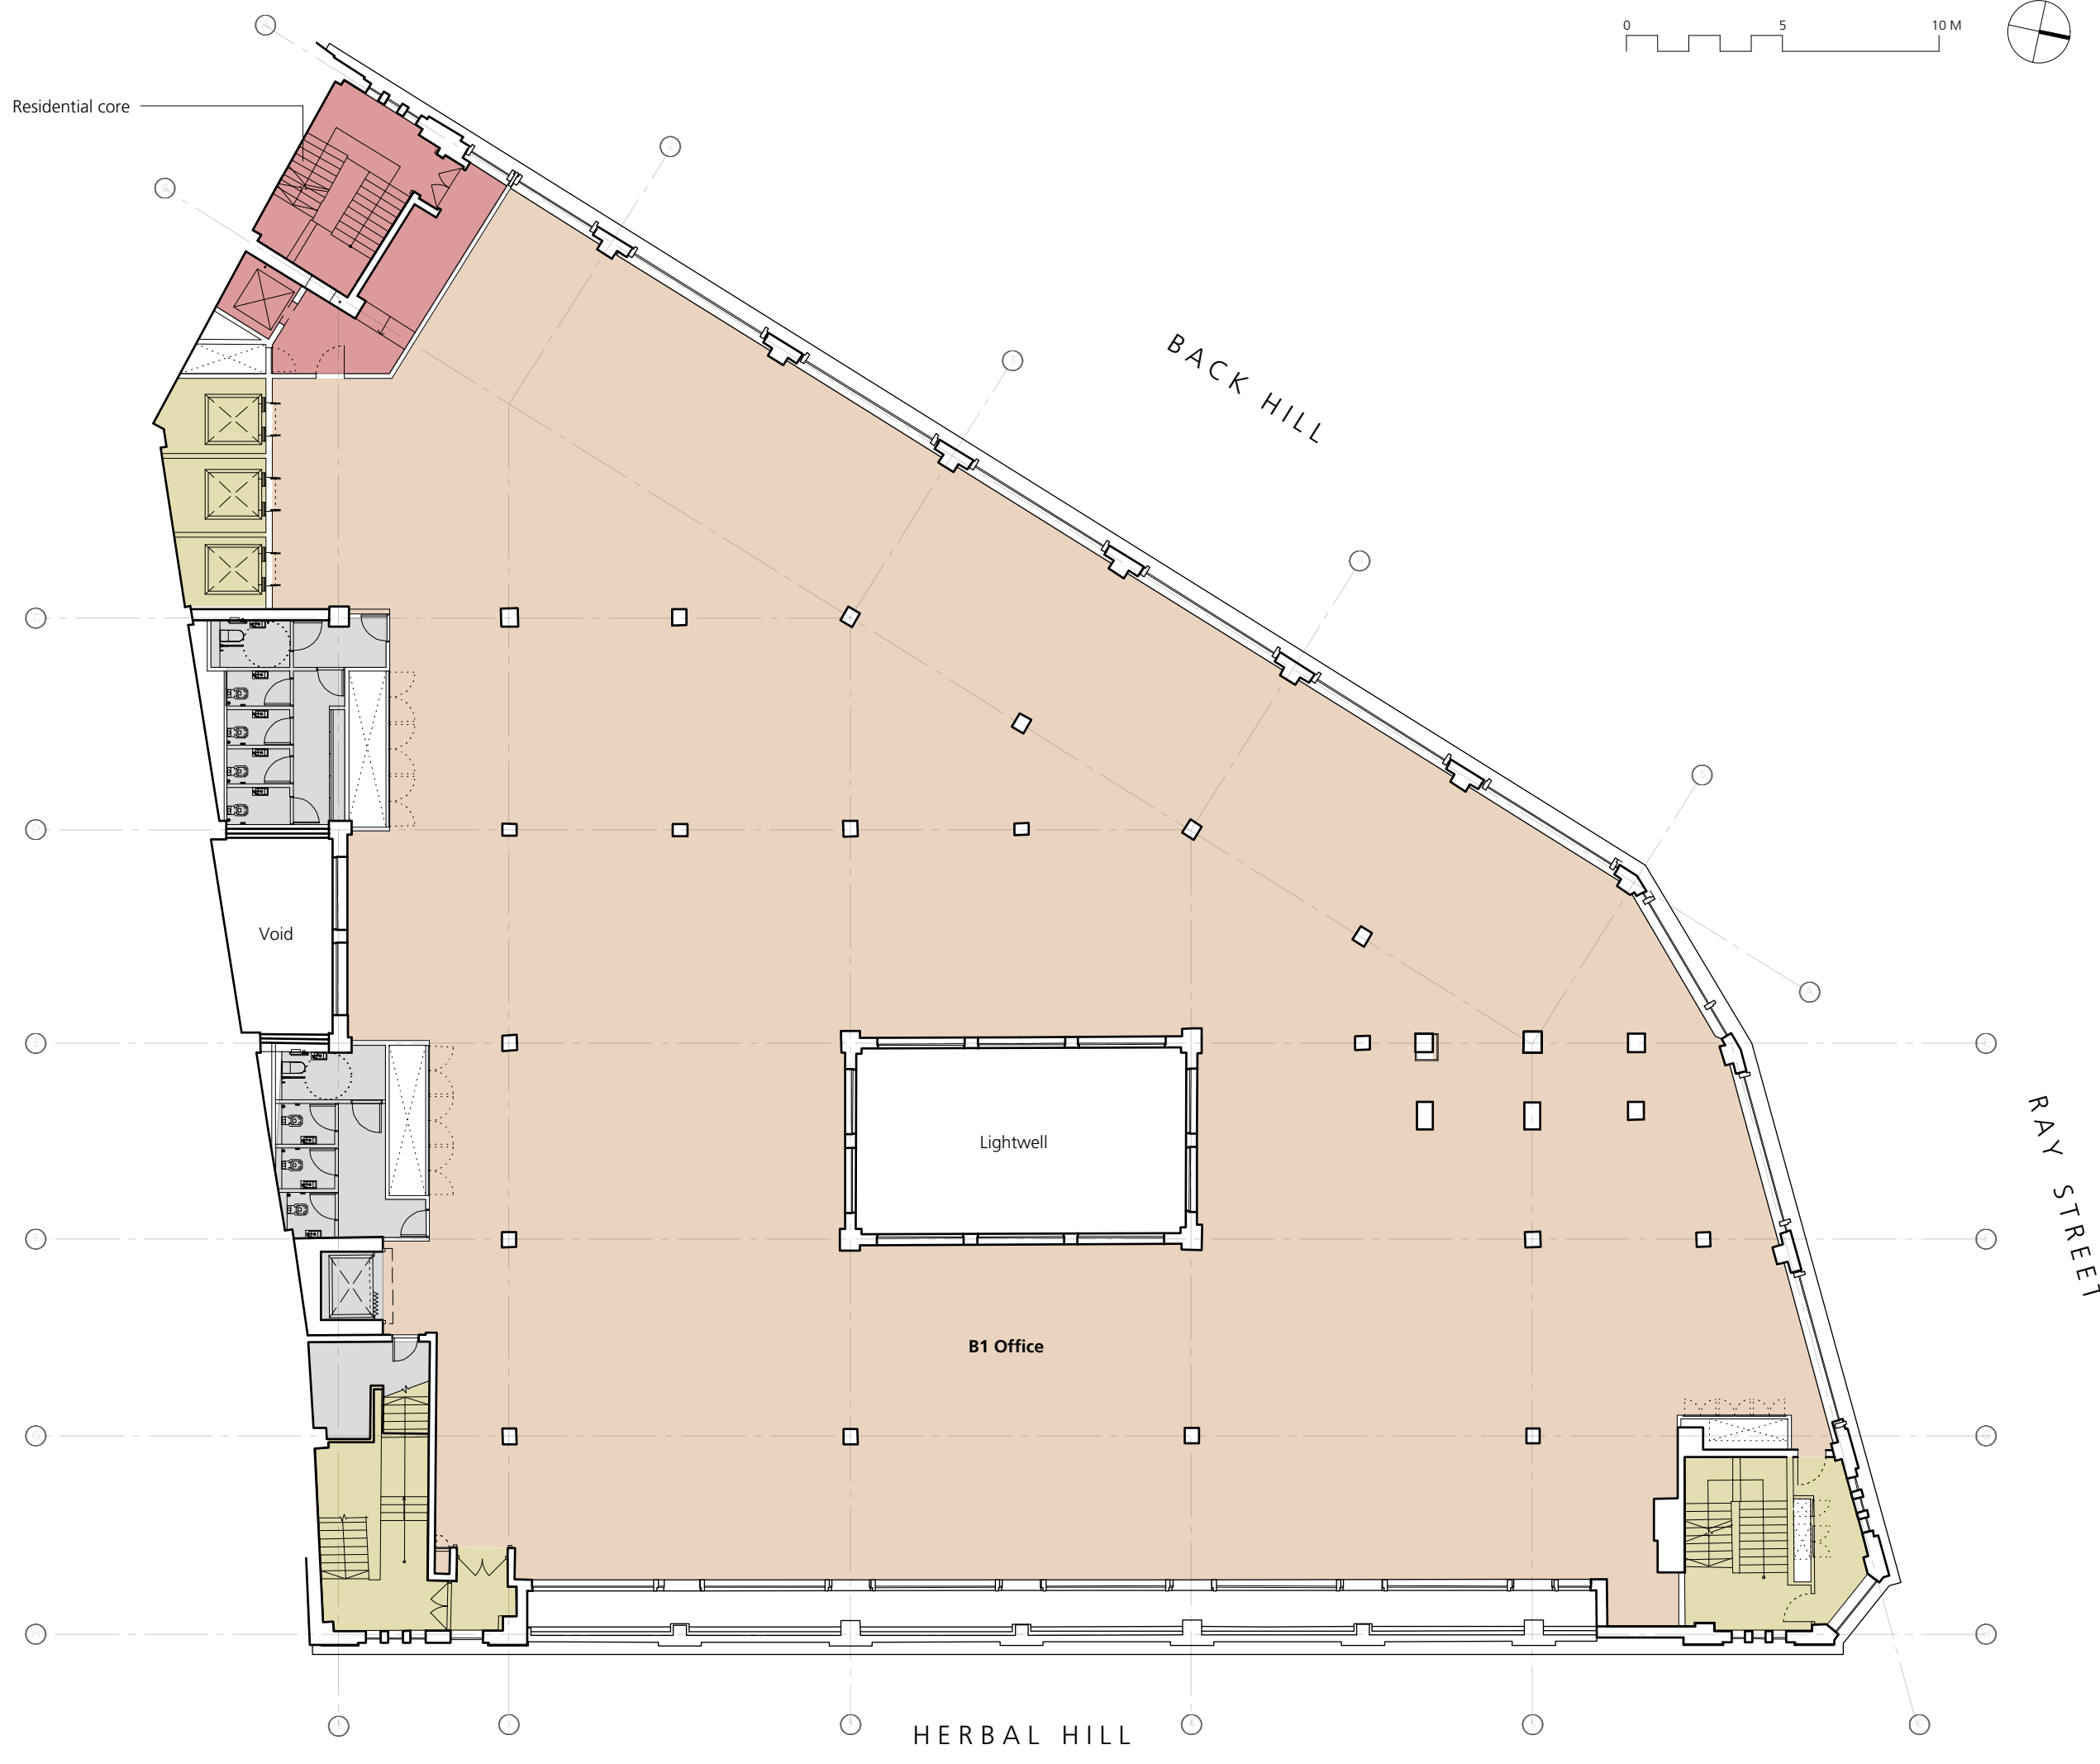 0 5 10 M
Residential core
BACK HILL
Void
Lightwell
RAY STREET
B1 Office
HERBAL HILL